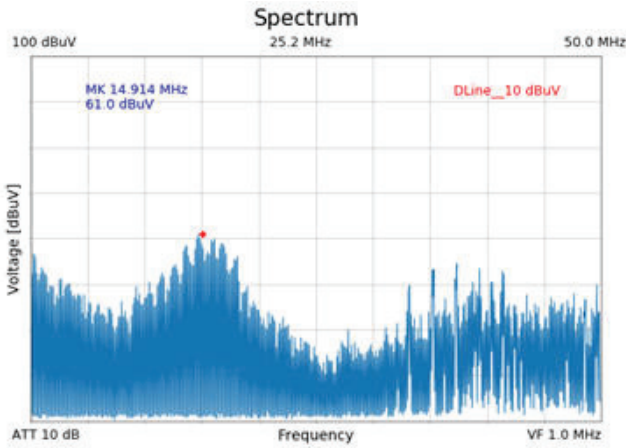 Spectrum
100 dBuV 25.2 MHz 50.0 MHz
MK 14.914 MHz
61.0 dBuV
DLine__10 dBuV
Voltage [dBuV]
ATT 10 dB Frequency VF 1.0 MHz